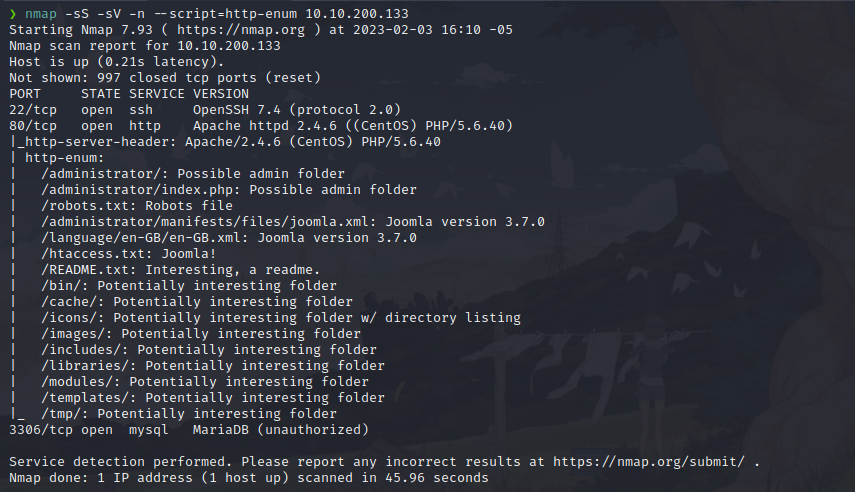 ❯ nmap -sS -sV -n --script=http-enum 10.10.200.133
Starting Nmap 7.93 ( https://nmap.org ) at 2023-02-03 16:10 -05
Nmap scan report for 10.10.200.133
Host is up (0.21s latency).
Not shown: 997 closed tcp ports (reset)
PORT     STATE SERVICE VERSION
22/tcp   open  ssh     OpenSSH 7.4 (protocol 2.0)
80/tcp   open  http    Apache httpd 2.4.6 ((CentOS) PHP/5.6.40)
|_http-server-header: Apache/2.4.6 (CentOS) PHP/5.6.40
| http-enum:
|   /administrator/: Possible admin folder
|   /administrator/index.php: Possible admin folder
|   /robots.txt: Robots file
|   /administrator/manifests/files/joomla.xml: Joomla version 3.7.0
|   /language/en-GB/en-GB.xml: Joomla version 3.7.0
|   /htaccess.txt: Joomla!
|   /README.txt: Interesting, a readme.
|   /bin/: Potentially interesting folder
|   /cache/: Potentially interesting folder
|   /icons/: Potentially interesting folder w/ directory listing
|   /images/: Potentially interesting folder
|   /includes/: Potentially interesting folder
|   /libraries/: Potentially interesting folder
|   /modules/: Potentially interesting folder
|   /templates/: Potentially interesting folder
|_  /tmp/: Potentially interesting folder
3306/tcp open  mysql   MariaDB (unauthorized)
Service detection performed. Please report any incorrect results at https://nmap.org/submit/ .
Nmap done: 1 IP address (1 host up) scanned in 45.96 seconds